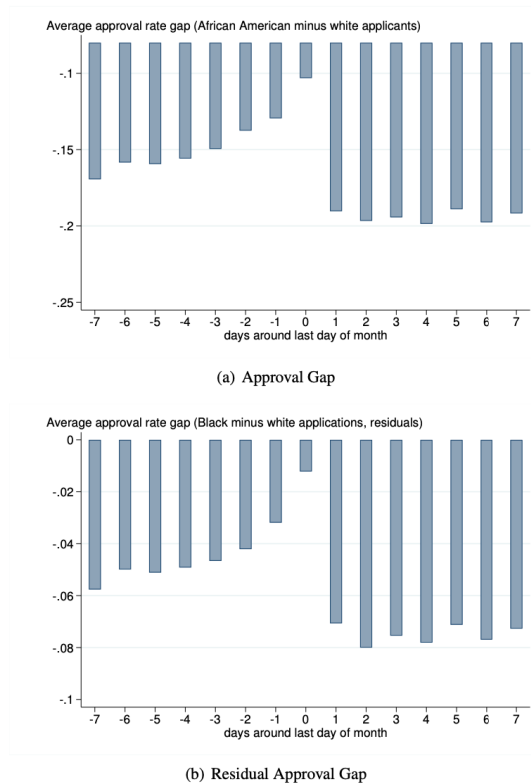 Average approval rate gap (African American minus white applicants)
-.1
-.15
-.2
-.25
-7 -6 -5 -4 -3 -2 -1 0 1 2 3 4 5 6 7
days around last day of month
(a) Approval Gap
Average approval rate gap (Black minus white applications, residuals)
0
-.02
-.04
-.06
-.08
-.1
-7 -6 -5 -4 -3 -2 -1 0 1 2 3 4 5 6 7
days around last day of month
(b) Residual Approval Gap